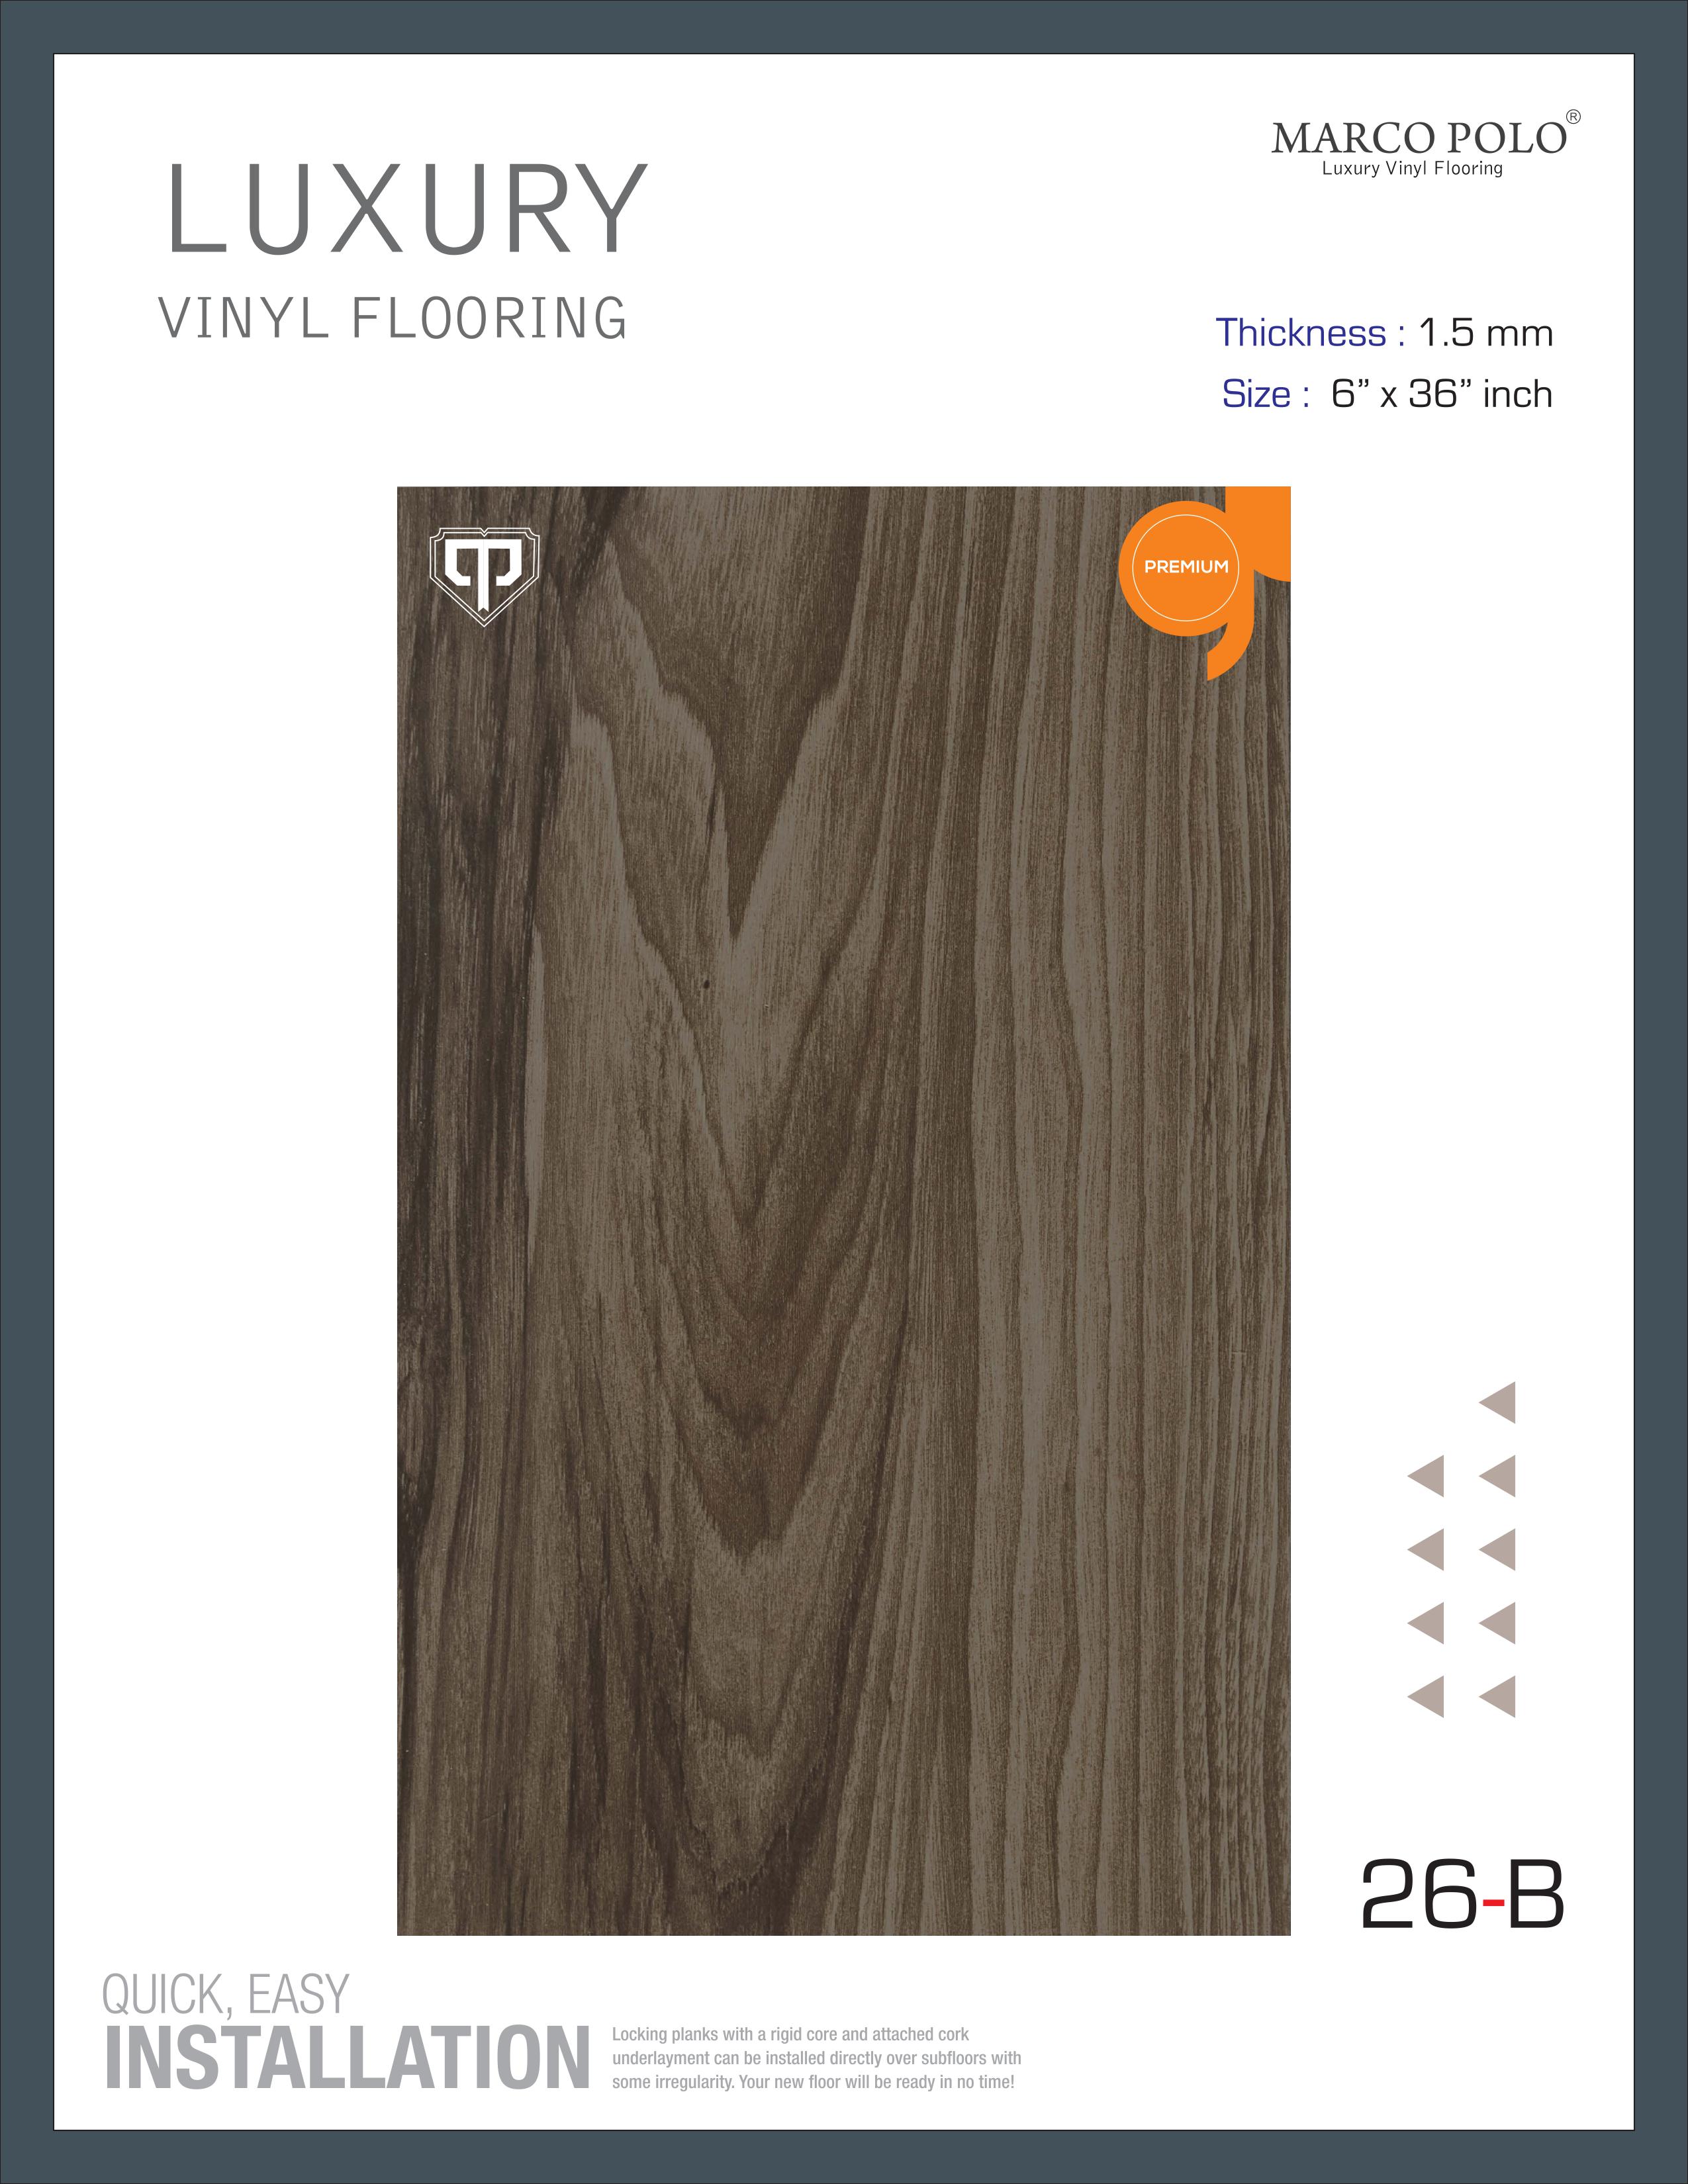 MARCO POLO®
Luxury Vinyl Flooring
LUXURY
VINYL FLOORING
Thickness : 1.5 mm
Size : 6” x 36” inch
PREMIUM
26-B
QUICK, EASY
INSTALLATION
Locking planks with a rigid core and attached cork
underlayment can be installed directly over subfloors with
some irregularity. Your new floor will be ready in no time!